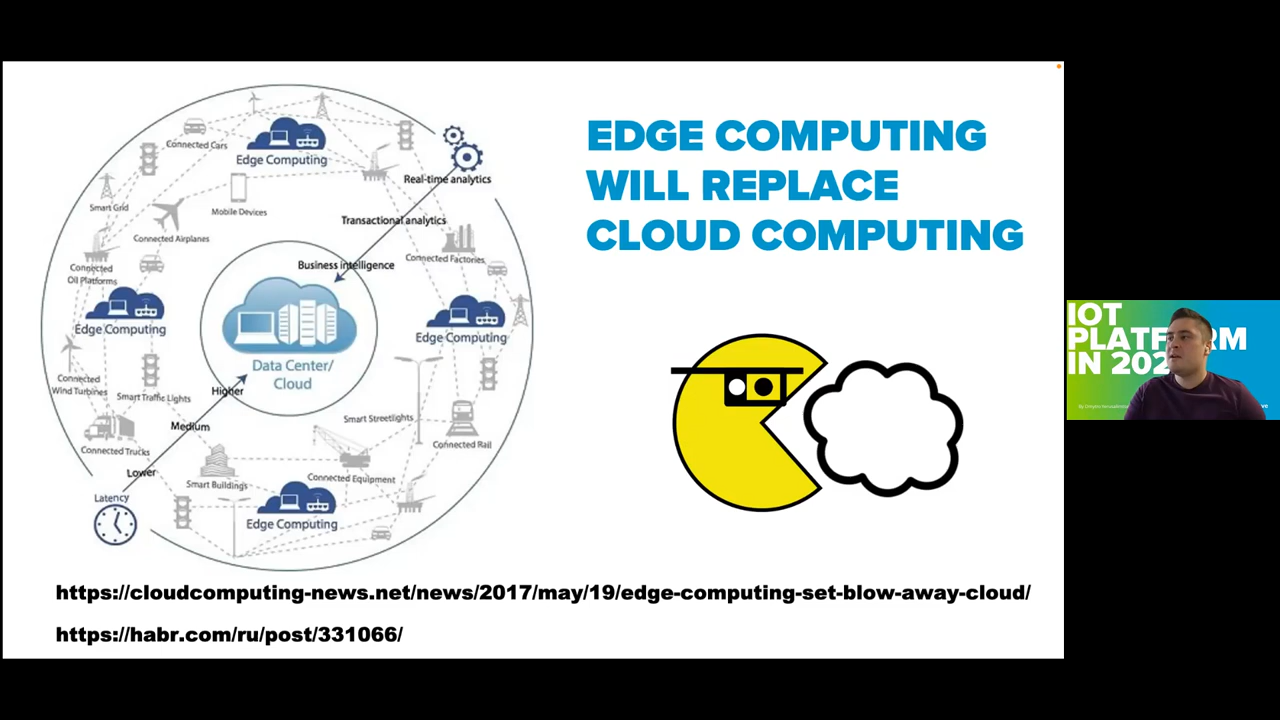 EDGE COMPUTING
WILL REPLACE
CLOUD COMPUTING
Connected Cars
Edge Computing
Real-time analytics
Smart Grid
Mobile Devices
Transactional analytics
Connected Airplanes
Connected Factories
Connected
Oil Platforms
Business intelligence
Edge Computing
Edge Computing
Data Center/
Cloud
Connected
Wind Turbines
Smart Traffic Lights
Higher
Medium
Smart Streetlights
Connected Trucks
Connected Rail
Lower
Smart Buildings
Connected Equipment
Latency
Edge Computing
https://cloudcomputing-news.net/news/2017/may/19/edge-computing-set-blow-away-cloud/
https://habr.com/ru/post/331066/
IOT
PLATFORM
IN 202